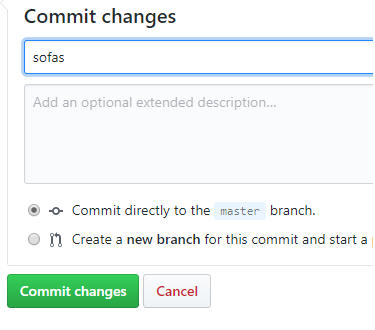 Commit changes
sofas
Add an optional extended description...
Commit directly to the master branch.
Create a new branch for this commit and start a
Commit changes
Cancel